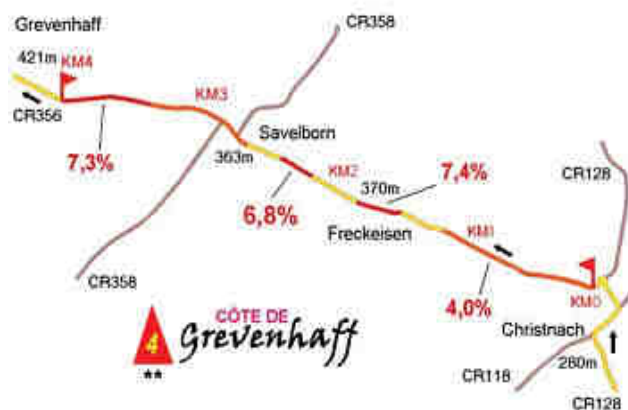 Grevenhaff
421m
KM4
CR356
7,3%
KM3
CR358
Savelborn
363m
6,8%
KM2
370m
7,4%
Freckeisen
KM1
4,0%
CR128
KM0
Christnach
280m
CR118
CR128
CR358
4
**
CÔTE DE
Grevenhaff